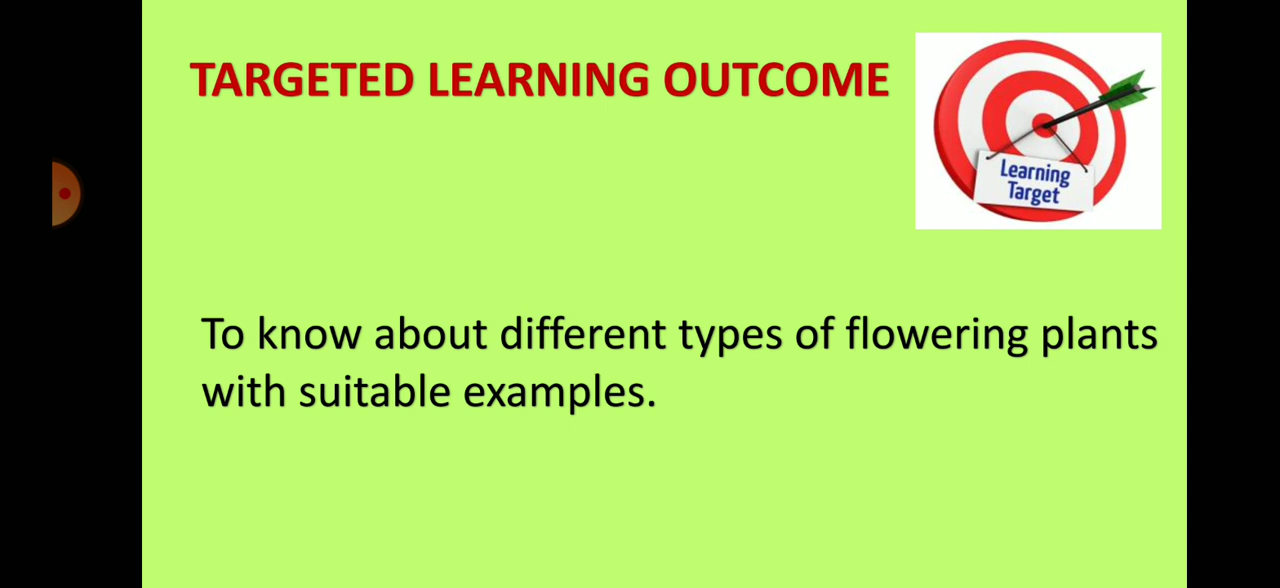 TARGETED LEARNING OUTCOME
Learning
Target
To know about different types of flowering plants
with suitable examples.